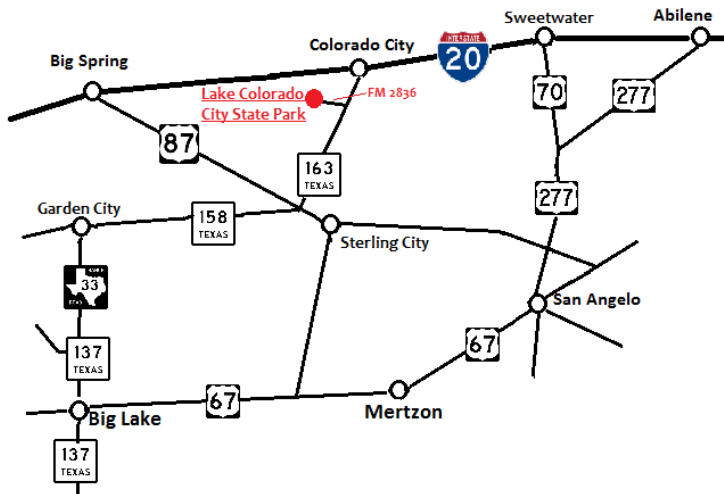 Sweetwater
Abilene
Colorado City
INTERSTATE
20
Big Spring
Lake Colorado
City State Park
FM 2836
70
277
87
163
TEXAS
277
Garden City
158
TEXAS
Sterling City
33
San Angelo
137
TEXAS
67
67
Mertzon
Big Lake
137
TEXAS